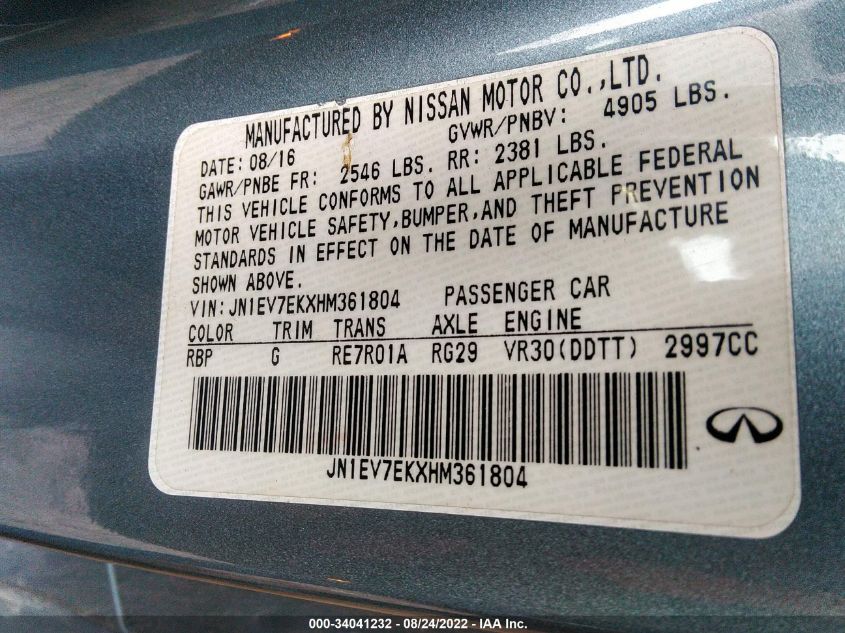 MANUFACTURED BY NISSAN MOTOR CO.,LTD.
DATE: 08/16 GVWR/PNBV: 4905 LBS.
GAWR/PNBE FR: 2546 LBS. RR: 2381 LBS.
THIS VEHICLE CONFORMS TO ALL APPLICABLE FEDERAL
MOTOR VEHICLE SAFETY,BUMPER,AND THEFT PREVENTION
STANDARDS IN EFFECT ON THE DATE OF MANUFACTURE
SHOWN ABOVE.
VIN:JN1EV7EKXHM361804 PASSENGER CAR
COLOR TRIM TRANS AXLE ENGINE
RBP G RE7R01A RG29 VR30(DDTT) 2997CC
JN1EV7EKXHM361804
000-34041232 - 08/24/2022 - IAA Inc.